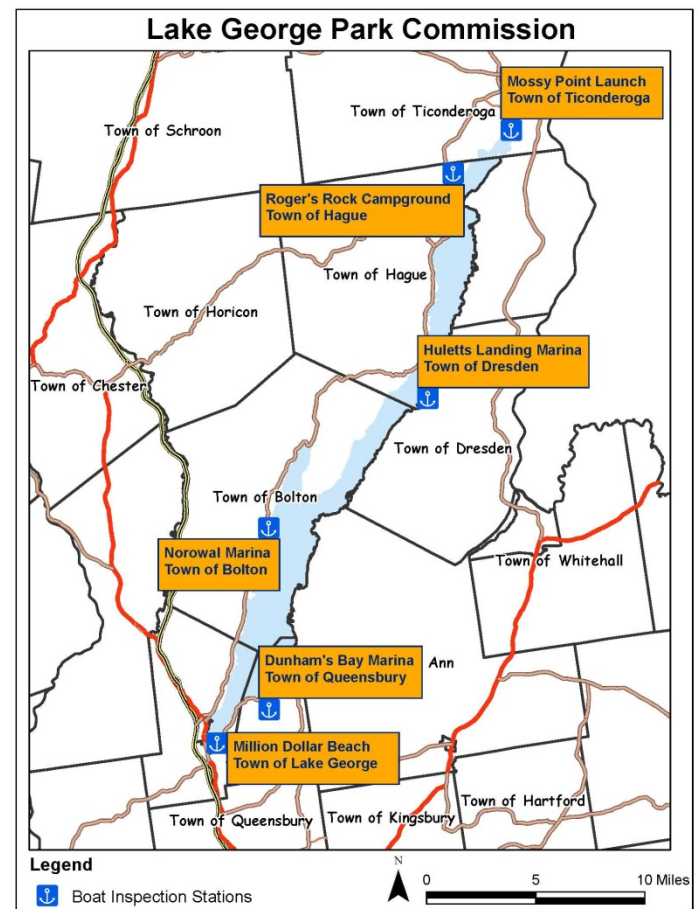 Lake George Park Commission
Mossy Point Launch
Town of Ticonderoga
Town of Ticonderoga
Town of Schroon
Roger's Rock Campground
Town of Hague
Town of Hague
Town of Horicon
Huletts Landing Marina
Town of Dresden
Town of Chester
Town of Dresden
Town of Bolton
Norowal Marina
Town of Bolton
Town of Whitehall
Dunham's Bay Marina
Town of Queensbury
Ann
Million Dollar Beach
Town of Lake George
Town of Hartford
Town of Queensbury
Town of Kingsbury
Legend
Boat Inspection Stations
N
0 5 10 Miles